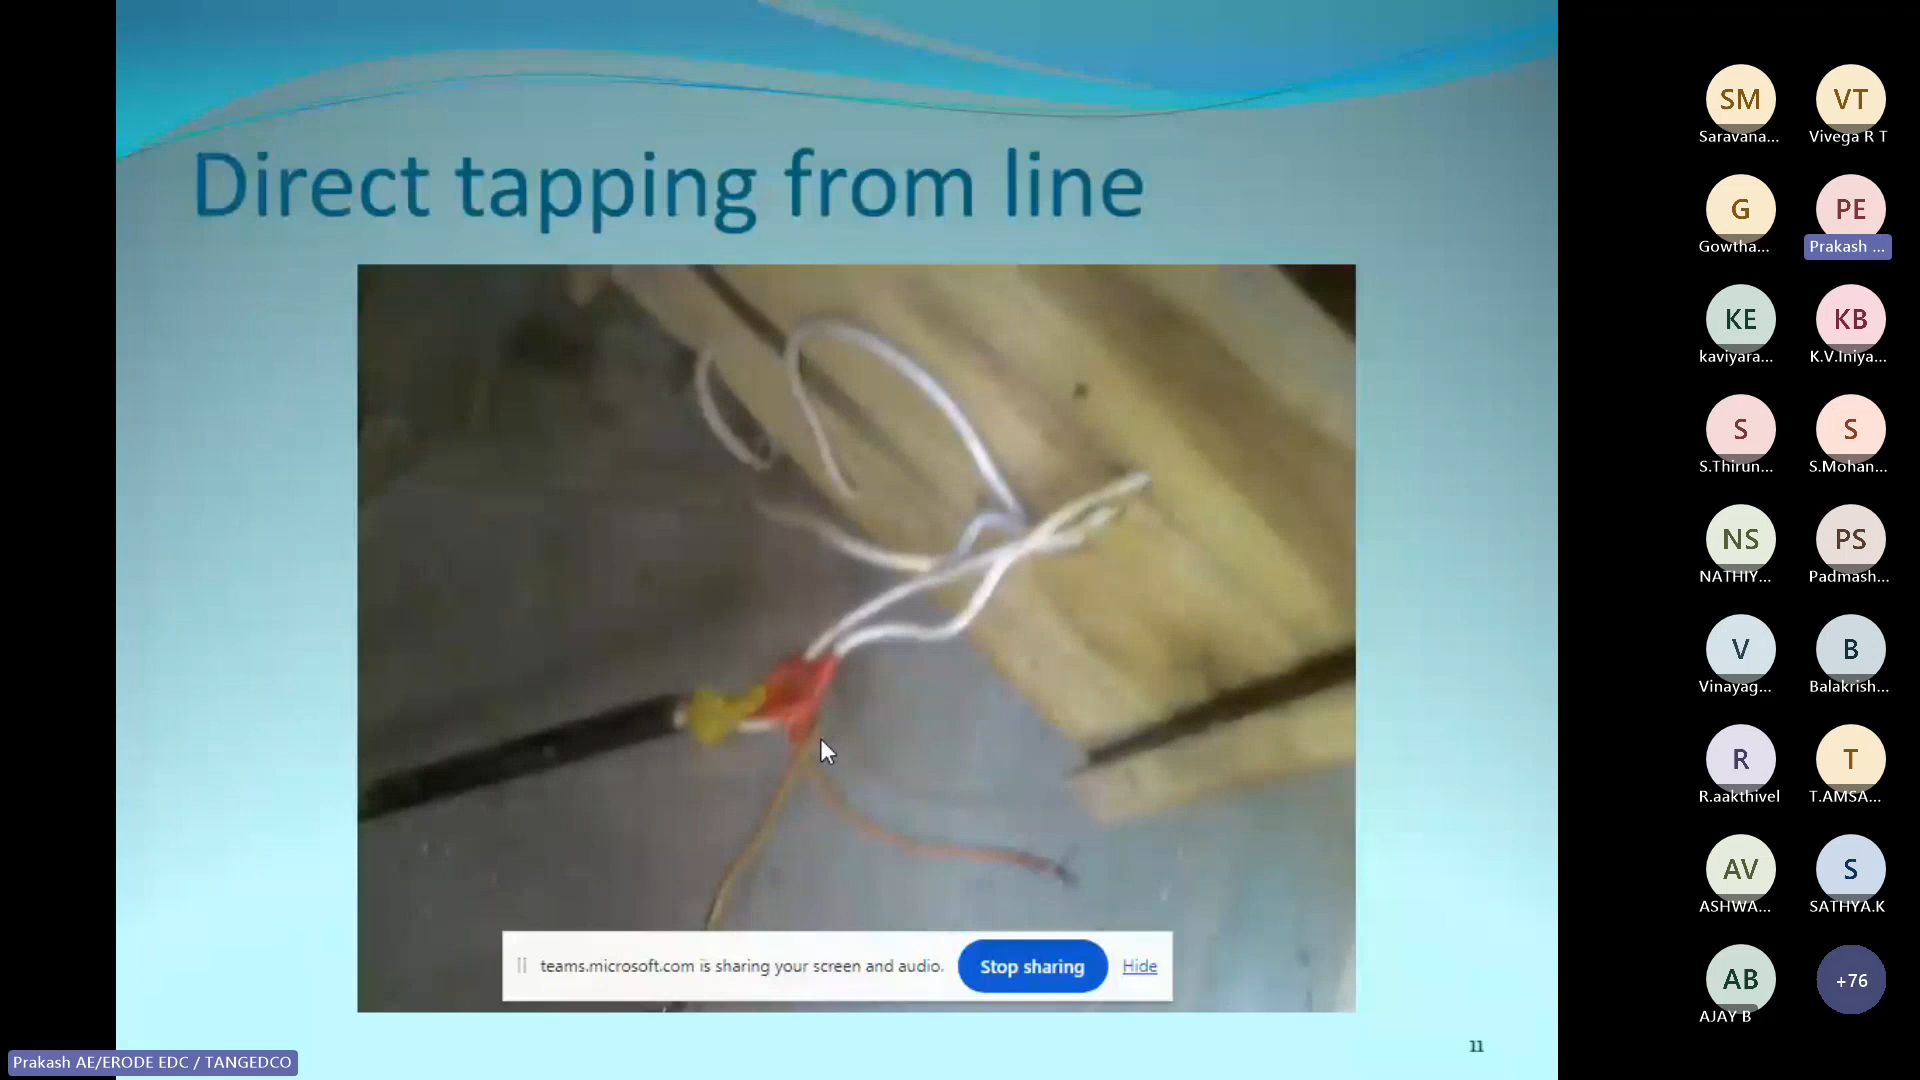 Direct tapping from line
teams.microsoft.com is sharing your screen and audio.
Stop sharing
Hide
11
Prakash AE/ERODE EDC / TANGEDCO
SM
Saravana...
VT
Vivega R T
G
Gowtha...
PE
Prakash ...
KE
kaviyara...
KB
K.V.Iniya...
S
S.Thirun...
S
S.Mohan...
NS
NATHIY...
PS
Padmash...
V
Vinayag...
B
Balakrish...
R
R.aakthivel
T
T.AMSA...
AV
ASHWA...
S
SATHYA.K
AB
AJAY B
+76